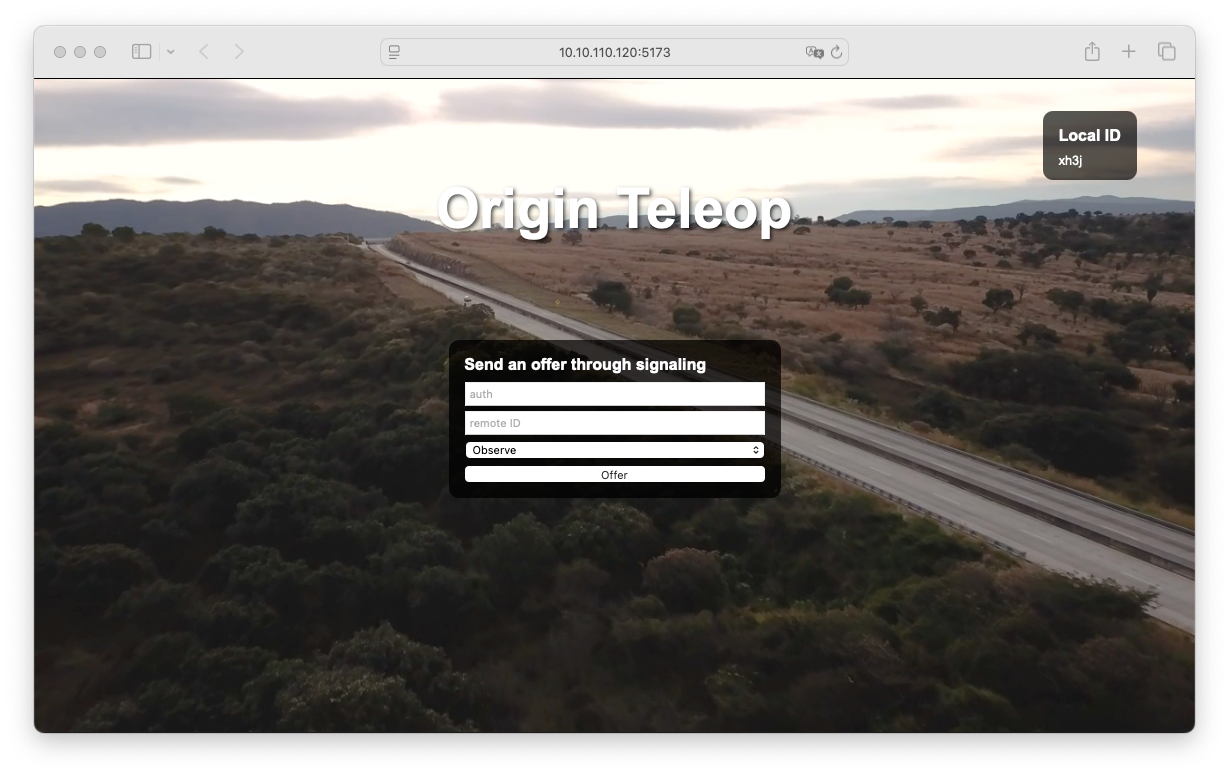 10.10.110.120:5173
Local ID
xh3j
Origin Teleop
Send an offer through signaling
auth
remote ID
Observe
Offer